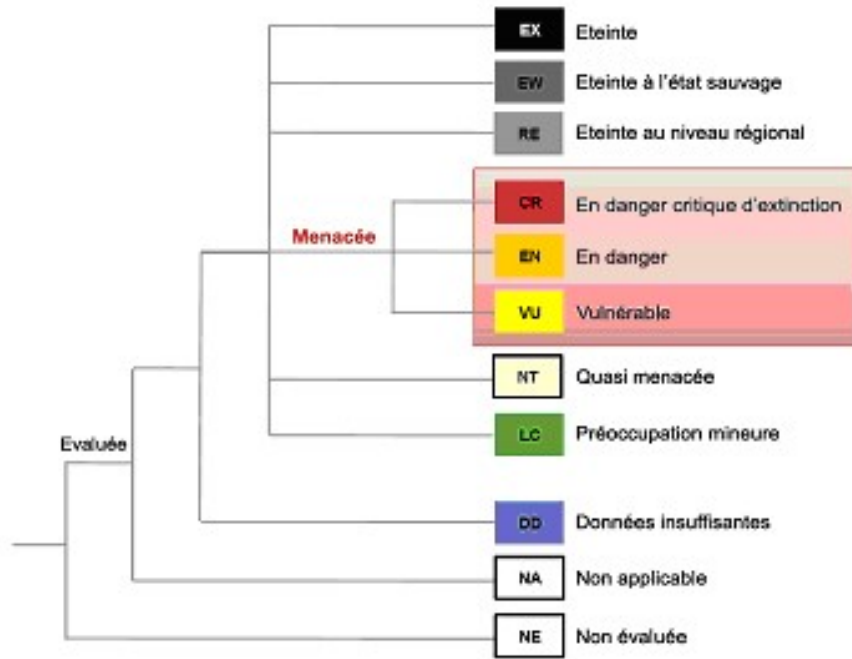 EX Eteinte
EW Eteinte à l'état sauvage
RE Eteinte au niveau régional
CR En danger critique d'extinction
Menacée
EN En danger
VU Vulnérable
NT Quasi menacée
LC Préoccupation mineure
Evaluée
DD Données insuffisantes
NA Non applicable
NE Non évaluée